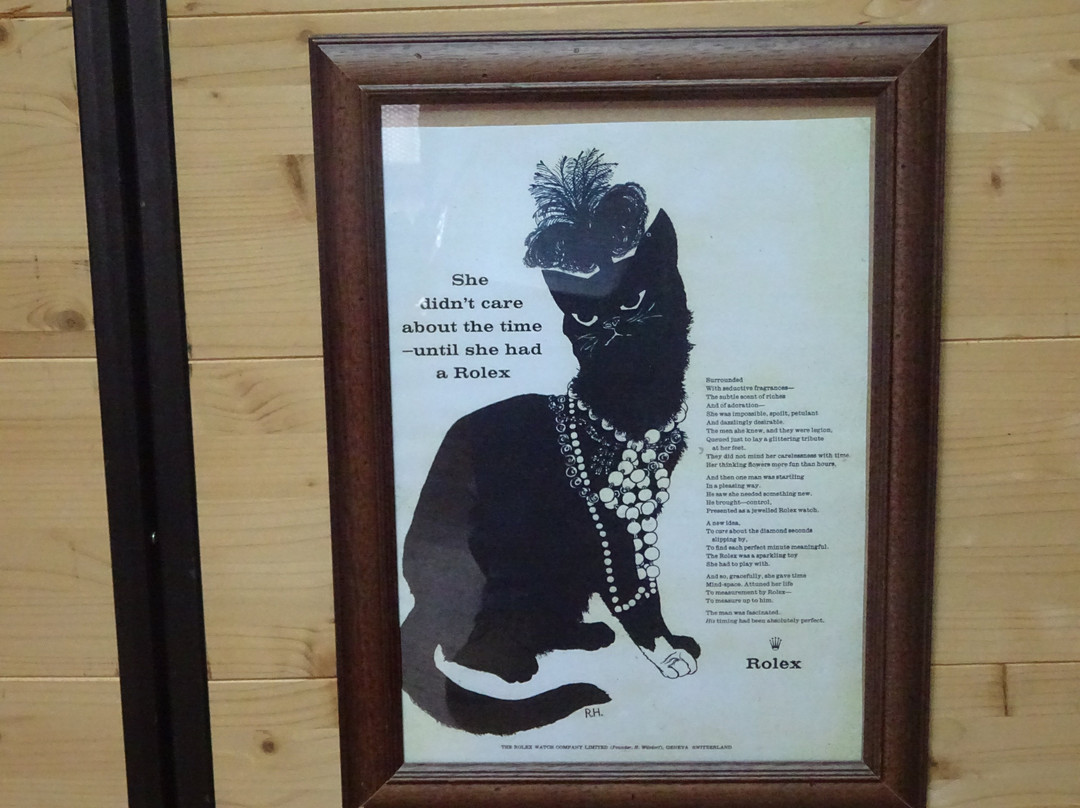 She
didn't care
about the time
—until she had
a Rolex
Surrounded
With seductive fragrances—
The subtle scent of riches
And of adoration—
She was impossible, spoilt, petulant
And dazzlingly desirable.
The men she knew, and they were legion,
Queued just to lay a glittering tribute
at her feet.
They did not mind her carelessness with time.
Her thinking flowers more fun than hours.
And then one man was startling
In a pleasing way.
He saw she needed something new.
He brought—control,
Presented as a jewelled Rolex watch.
A new idea,
To care about the diamond seconds
slipping by,
To find each perfect minute meaningful.
The Rolex was a sparkling toy
She had to play with.
And so, gracefully, she gave time
Mind-space. Attuned her life
To measurement by Rolex—
To measure up to him.
The man was fascinated.
His timing had been absolutely perfect.
Rolex
R.H.
THE ROLEX WATCH COMPANY LIMITED (Founder, H. Wilsdorf), GENEVA SWITZERLAND